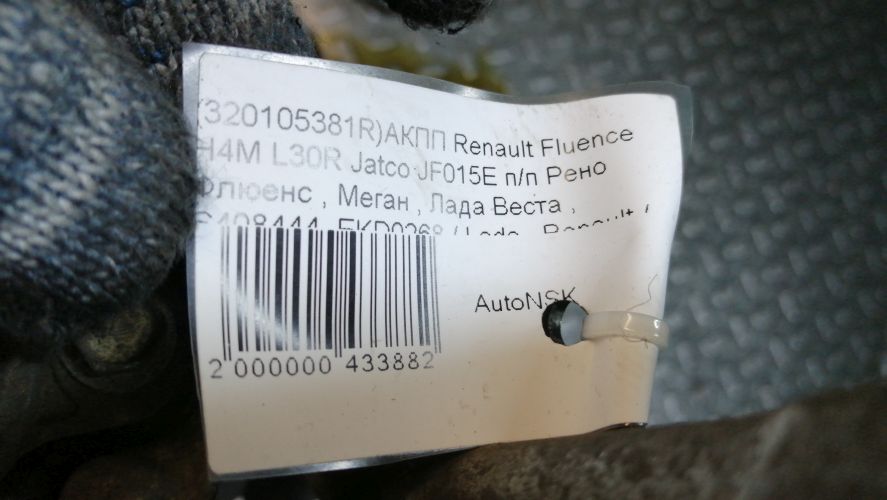 (320105381R)АКПП Renault Fluence
H4M L30R Jatco JF015E п/п Рено
Флюенс , Меган , Лада Веста ,
AutoNSK
2 000000 433882